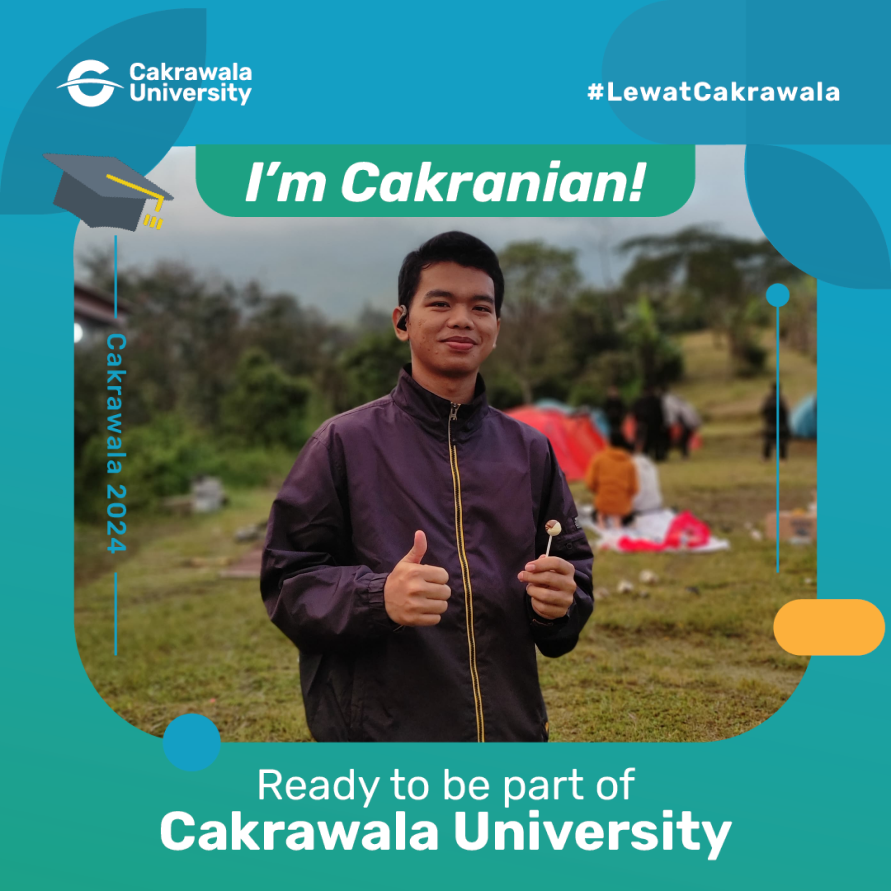 Cakrawala
University
#LewatCakrawala
I'm Cakranian!
Cakrawala 2024
Ready to be part of
Cakrawala University